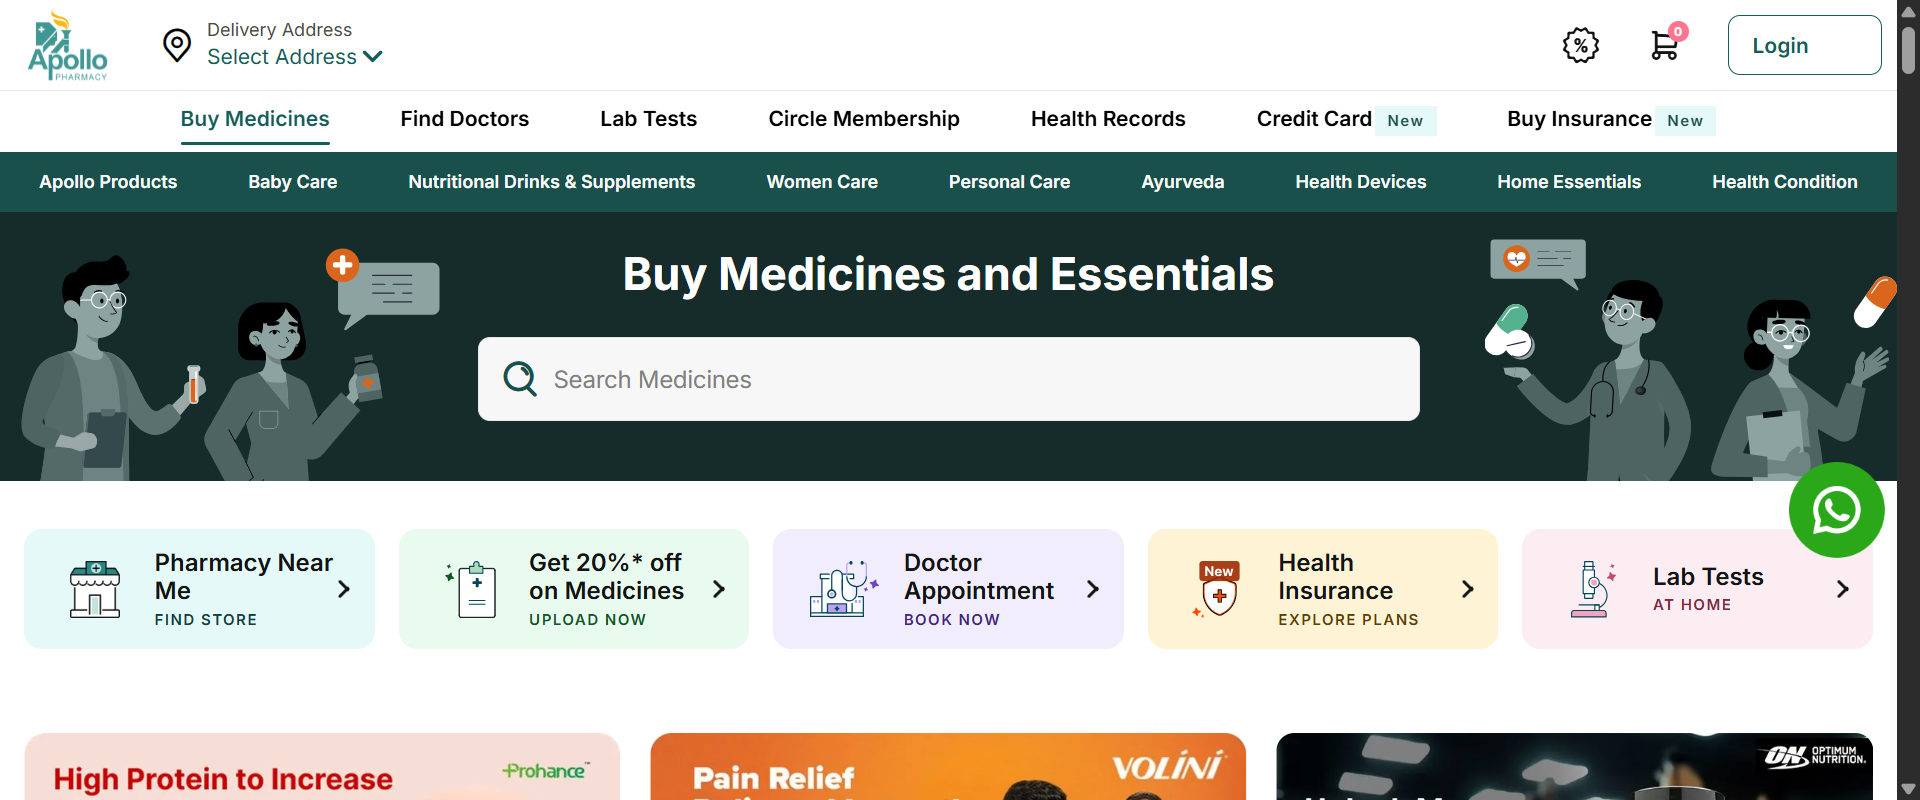 Apollo
PHARMACY
Delivery Address
Select Address
%
0
Login
Buy Medicines
Find Doctors
Lab Tests
Circle Membership
Health Records
Credit Card New
Buy Insurance New
Apollo Products
Baby Care
Nutritional Drinks & Supplements
Women Care
Personal Care
Ayurveda
Health Devices
Home Essentials
Health Condition
Buy Medicines and Essentials
Search Medicines
Pharmacy Near
Me
FIND STORE
Get 20%* off
on Medicines
UPLOAD NOW
Doctor
Appointment
BOOK NOW
New
Health
Insurance
EXPLORE PLANS
Lab Tests
AT HOME
High Protein to Increase
Prohance™
Pain Relief
VOLINI
ON OPTIMUM
NUTRITION.